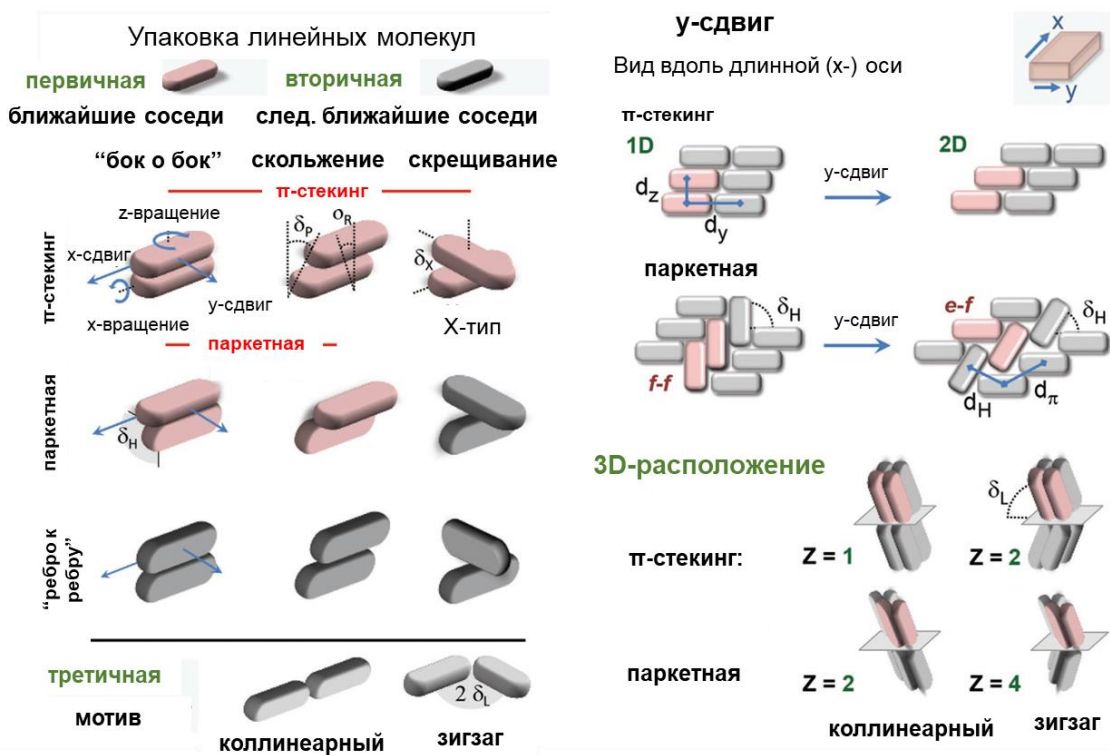 Упаковка линейных молекул
первичная вторичная
ближайшие соседи след. ближайшие соседи
“бок о бок” скольжение скрещивание
π-стекинг
z-вращение
δP
σR
x-сдвиг
δX
π-стекинг
y-сдвиг
x-вращение
X-тип
паркетная
паркетная
δH
“ребро к ребру”
третичная
мотив
2 δL
коллинеарный
зигзаг
y-сдвиг
Вид вдоль длинной (x-) оси
x
y
π-стекинг
1D
2D
y-сдвиг
dz
dy
паркетная
y-сдвиг
δH
e-f
δH
f-f
dH
dπ
3D-расположение
δL
π-стекинг:
Z = 1
Z = 2
паркетная
Z = 2
Z = 4
коллинеарный
зигзаг